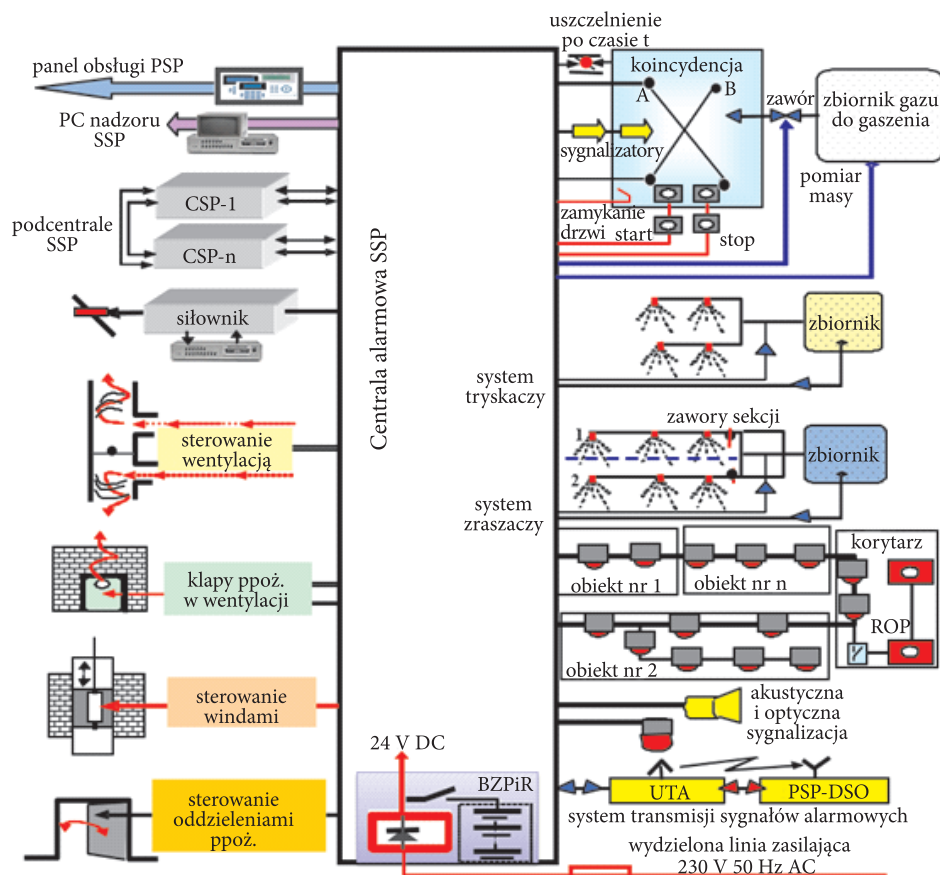 panel obsługi PSP
PC nadzoru
SSP
podcentrale
SSP
CSP-1
CSP-n
siłownik
sterowanie
wentylacją
klapy ppoż.
w wentylacji
sterowanie
windami
sterowanie
oddzieleniami
ppoż.
Centrala alarmowa SSP
24 V DC
BZPiR
uszczelnienie
po czasie t
koincydencja
A
B
sygnalizatory
zamykanie
drzwi
start
stop
zawór
zbiornik gazu
do gaszenia
pomiar
masy
system
tryskaczy
zbiornik
zawory sekcji
1
2
system
zraszaczy
zbiornik
obiekt nr 1
obiekt nr n
korytarz
ROP
obiekt nr 2
akustyczna
i optyczna
sygnalizacja
UTA
PSP-DSO
system transmisji sygnałów alarmowych
wydzielona linia zasilająca
230 V 50 Hz AC